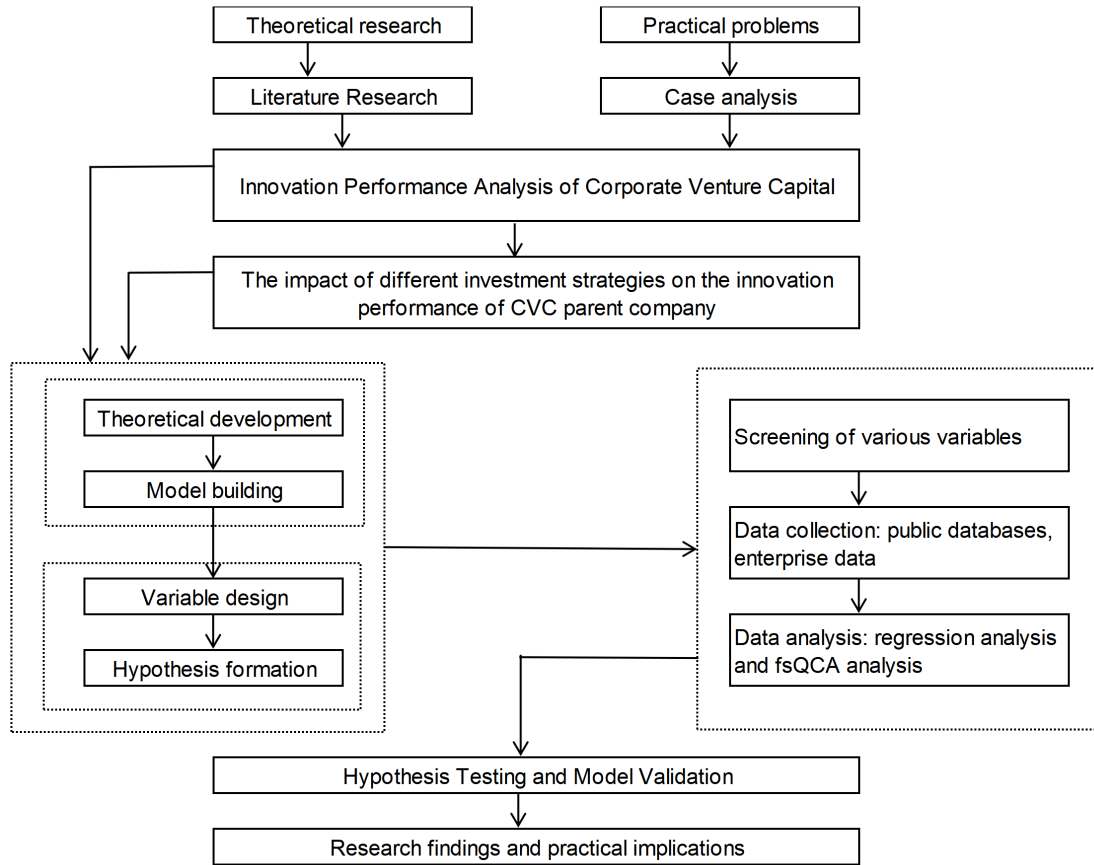 Theoretical research
Practical problems
Literature Research
Case analysis
Innovation Performance Analysis of Corporate Venture Capital
The impact of different investment strategies on the innovation
performance of CVC parent company
Theoretical development
Model building
Variable design
Hypothesis formation
Screening of various variables
Data collection: public databases,
enterprise data
Data analysis: regression analysis
and fsQCA analysis
Hypothesis Testing and Model Validation
Research findings and practical implications